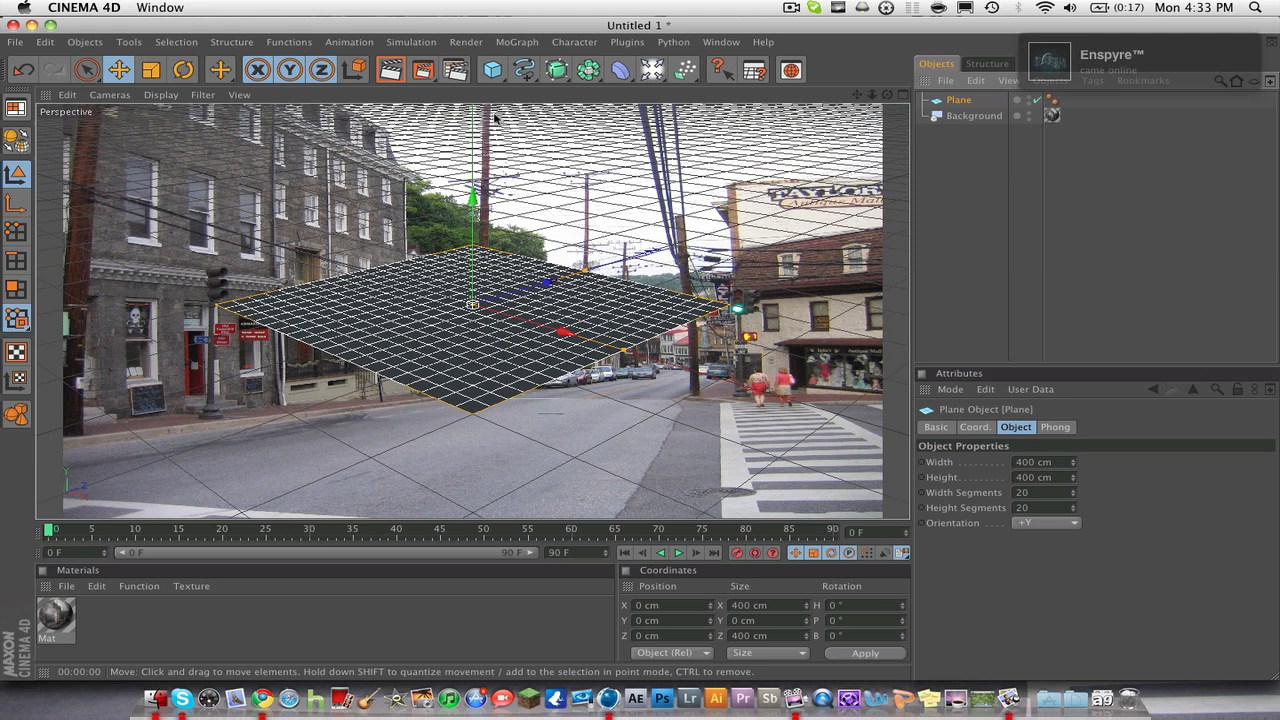 CINEMA 4D Window
(0:17) Mon 4:33 PM
Untitled 1 *
File Edit Objects Tools Selection Structure Functions Animation Simulation Render MoGraph Character Plugins Python Window Help
Enspyre™
came online
Objects Structure
File Edit View Objects Tags Bookmarks
Edit Cameras Display Filter View
Perspective
Plane
Background
TAYLOR'S
Antique Mall
Y
Z
Attributes
Mode Edit User Data
Plane Object [Plane]
Basic Coord. Object Phong
Object Properties
Width 400 cm
Height 400 cm
Width Segments 20
Height Segments 20
Orientation +Y
0 5 10 15 20 25 30 35 40 45 50 55 60 65 70 75 80 85 90 0 F
0 F 0 F 90 F 90 F
Materials
File Edit Function Texture
Mat
Coordinates
Position Size Rotation
X 0 cm X 400 cm H 0 °
Y 0 cm Y 0 cm P 0 °
Z 0 cm Z 400 cm B 0 °
Object (Rel) Size Apply
MAXON
CINEMA 4D
00:00:00 Move: Click and drag to move elements. Hold down SHIFT to quantize movement / add to the selection in point mode, CTRL to remove.
AE Ps Lr Ai Pr Sb